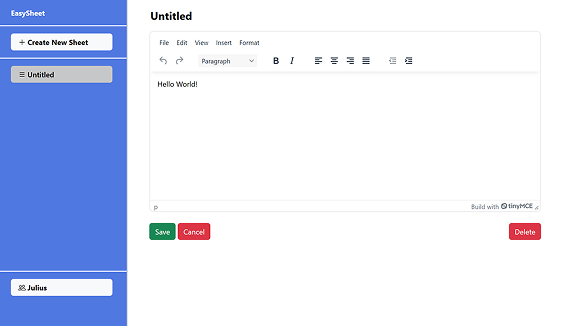 EasySheet
+ Create New Sheet
Untitled
Julius
Untitled
File Edit View Insert Format
Paragraph B I
Hello World!
p
Build with tinyMCE
Save Cancel Delete